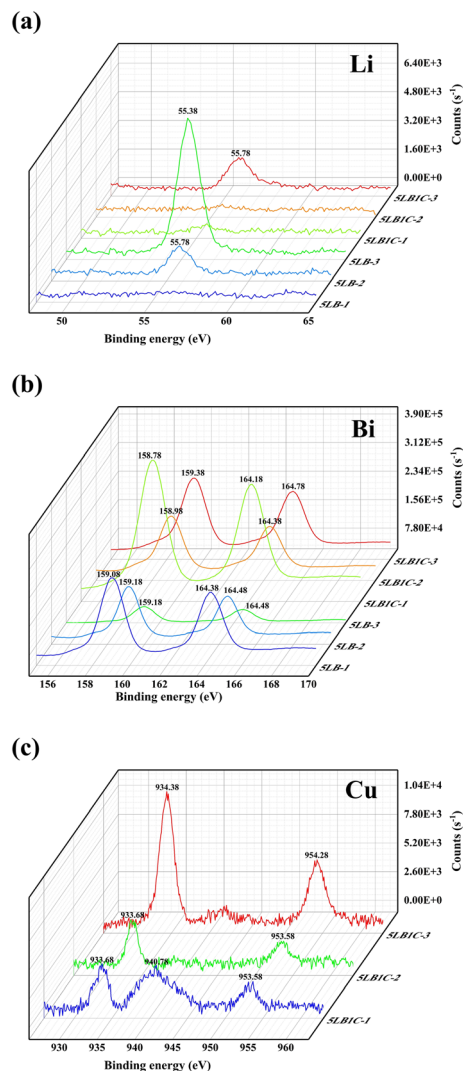 (a)
Li
6.40E+3
4.80E+3
3.20E+3
1.60E+3
0.00E+0
Counts (s-1)
55.38
55.78
55.78
5LB1C-3
5LB1C-2
5LB1C-1
5LB-3
5LB-2
5LB-1
50 55 60 65
Binding energy (eV)
(b)
Bi
3.90E+5
3.12E+5
2.34E+5
1.56E+5
7.80E+4
Counts (s-1)
158.78
159.38
164.18
164.78
158.98
164.38
159.08
159.18
159.18
164.38
164.48
164.48
5LB1C-3
5LB1C-2
5LB1C-1
5LB-3
5LB-2
5LB-1
156 158 160 162 164 166 168 170
Binding energy (eV)
(c)
Cu
1.04E+4
7.80E+3
5.20E+3
2.60E+3
0.00E+0
Counts (s-1)
934.38
954.28
933.68
953.58
933.68
940.78
953.58
5LB1C-3
5LB1C-2
5LB1C-1
930 935 940 945 950 955 960
Binding energy (eV)